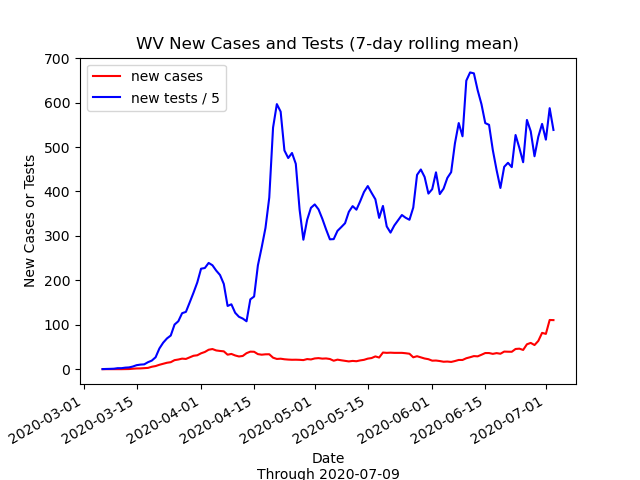 WV New Cases and Tests (7-day rolling mean)
new cases
new tests / 5
New Cases or Tests
700
600
500
400
300
200
100
0
2020-03-01
2020-03-15
2020-04-01
2020-04-15
2020-05-01
2020-05-15
2020-06-01
2020-06-15
2020-07-01
Date
Through 2020-07-09